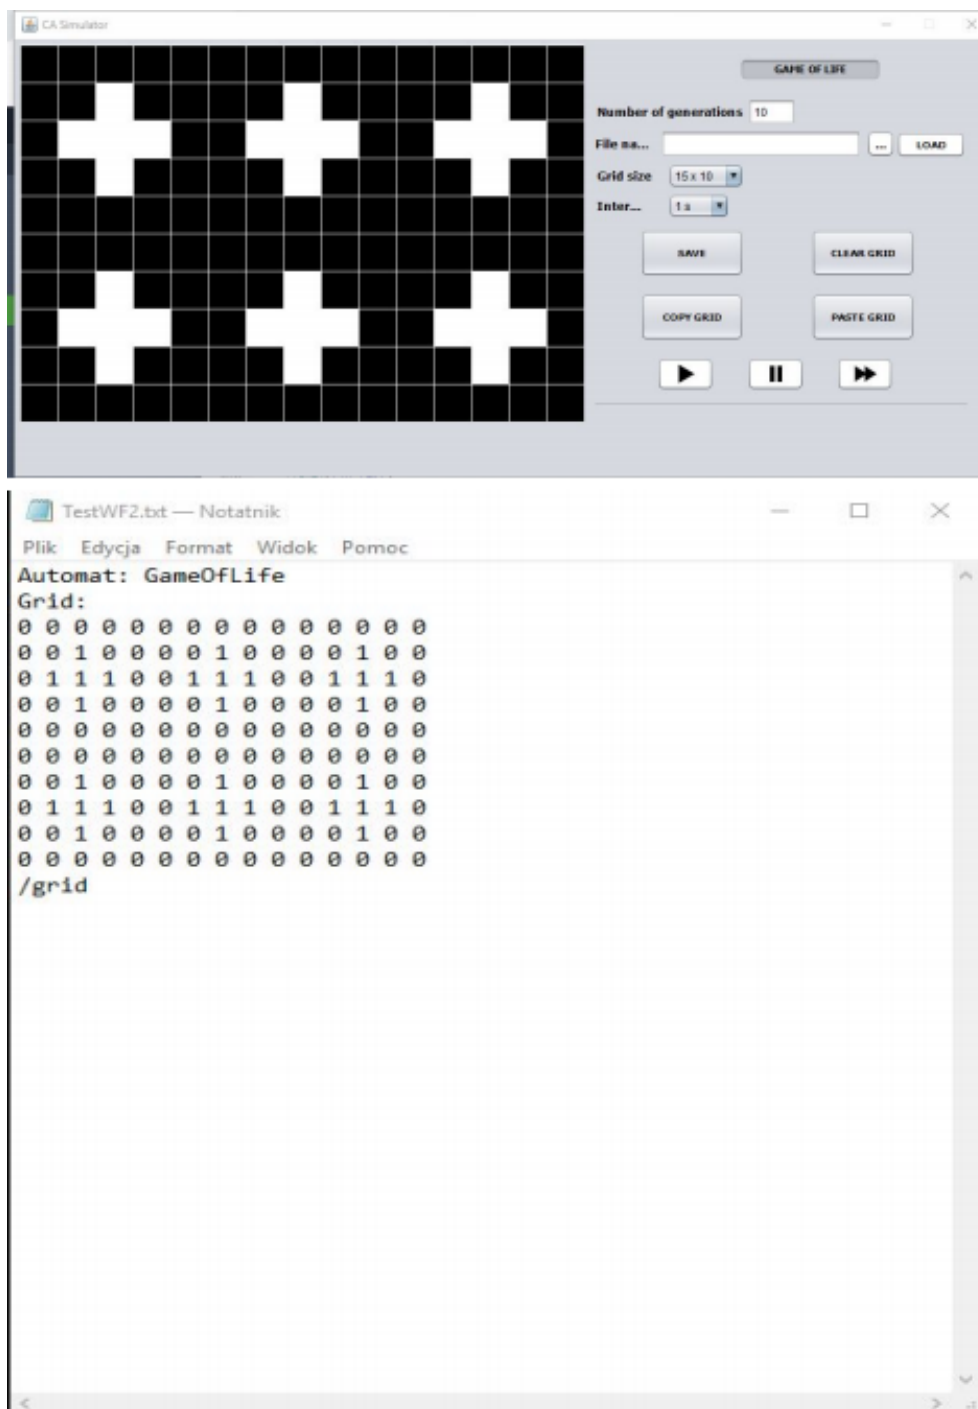 CA Simulator
GAME OF LIFE
Number of generations 10
File na... ... LOAD
Grid size 15 x 10
Inter... 1 s
SAVE CLEAR GRID
COPY GRID PASTE GRID
TestWF2.txt — Notatnik
Plik Edycja Format Widok Pomoc
Automat: GameOfLife
Grid:
0 0 0 0 0 0 0 0 0 0 0 0 0 0 0
0 0 1 0 0 0 0 1 0 0 0 0 1 0 0
0 1 1 1 0 0 1 1 1 0 0 1 1 1 0
0 0 1 0 0 0 0 1 0 0 0 0 1 0 0
0 0 0 0 0 0 0 0 0 0 0 0 0 0 0
0 0 0 0 0 0 0 0 0 0 0 0 0 0 0
0 0 1 0 0 0 0 1 0 0 0 0 1 0 0
0 1 1 1 0 0 1 1 1 0 0 1 1 1 0
0 0 1 0 0 0 0 1 0 0 0 0 1 0 0
0 0 0 0 0 0 0 0 0 0 0 0 0 0 0
/grid